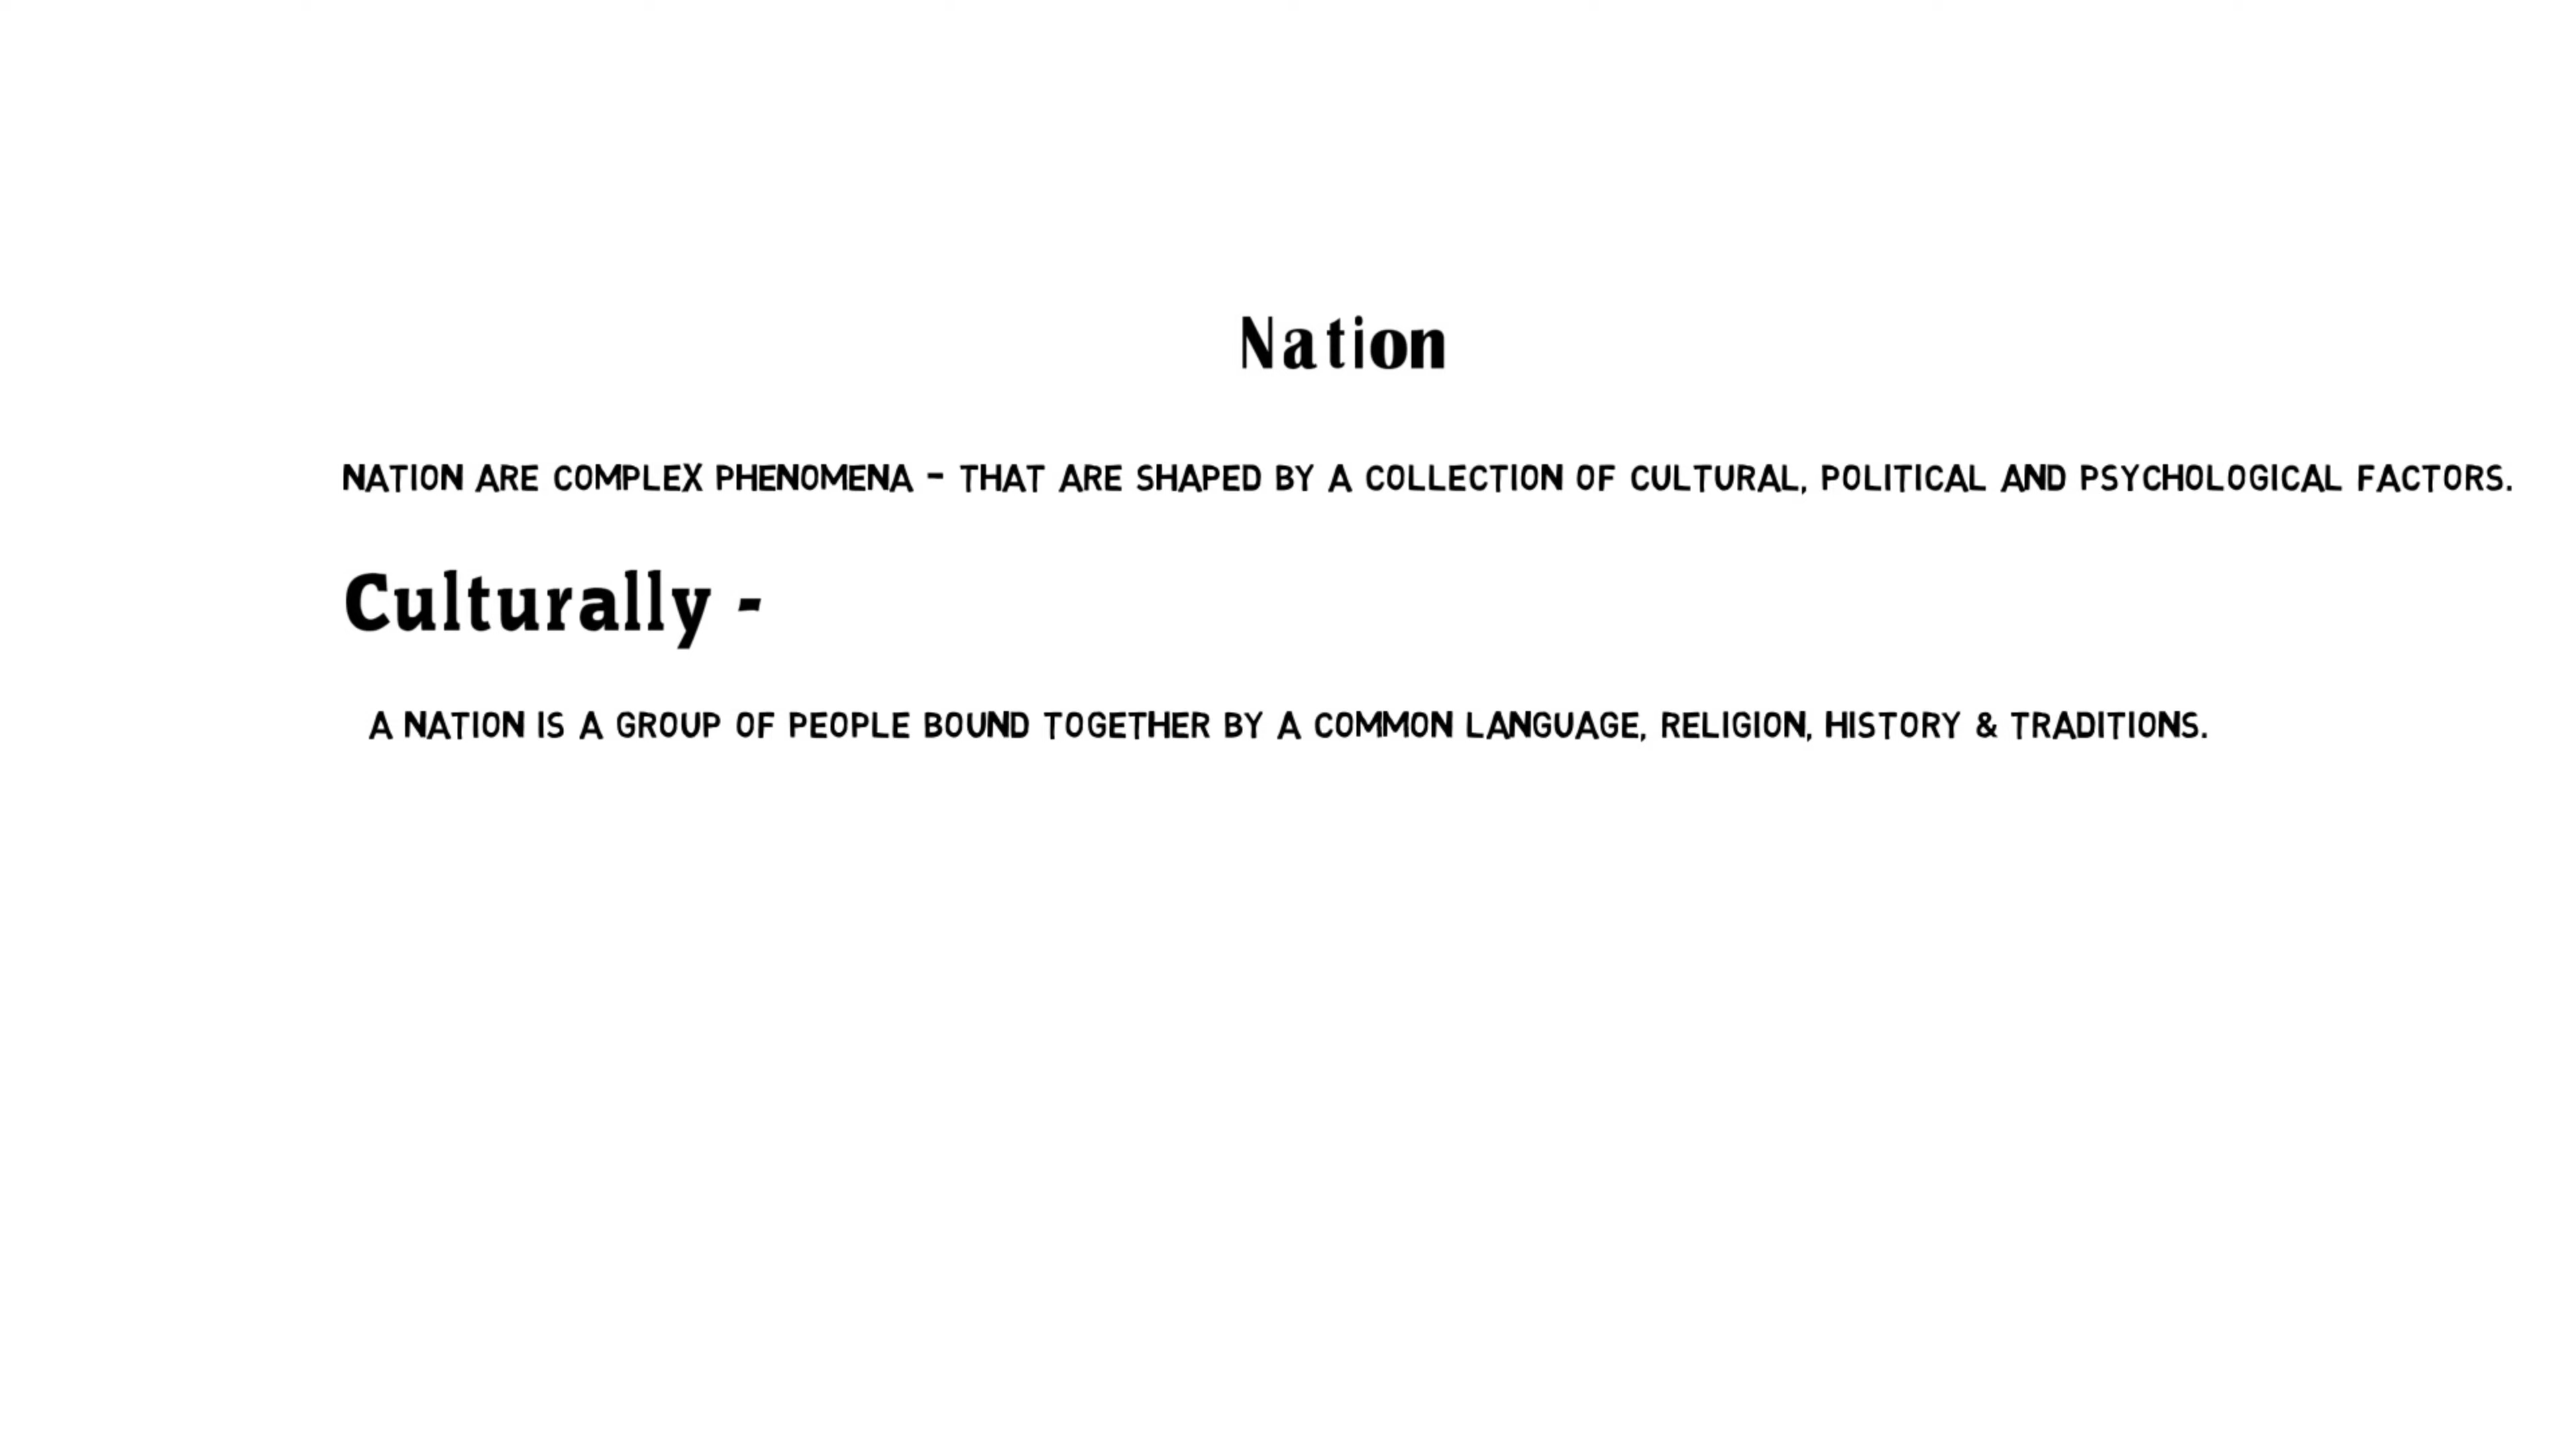 Nation
NATION ARE COMPLEX PHENOMENA - THAT ARE SHAPED BY A COLLECTION OF CULTURAL, POLITICAL AND PSYCHOLOGICAL FACTORS.
Culturally -
A NATION IS A GROUP OF PEOPLE BOUND TOGETHER BY A COMMON LANGUAGE, RELIGION, HISTORY & TRADITIONS.